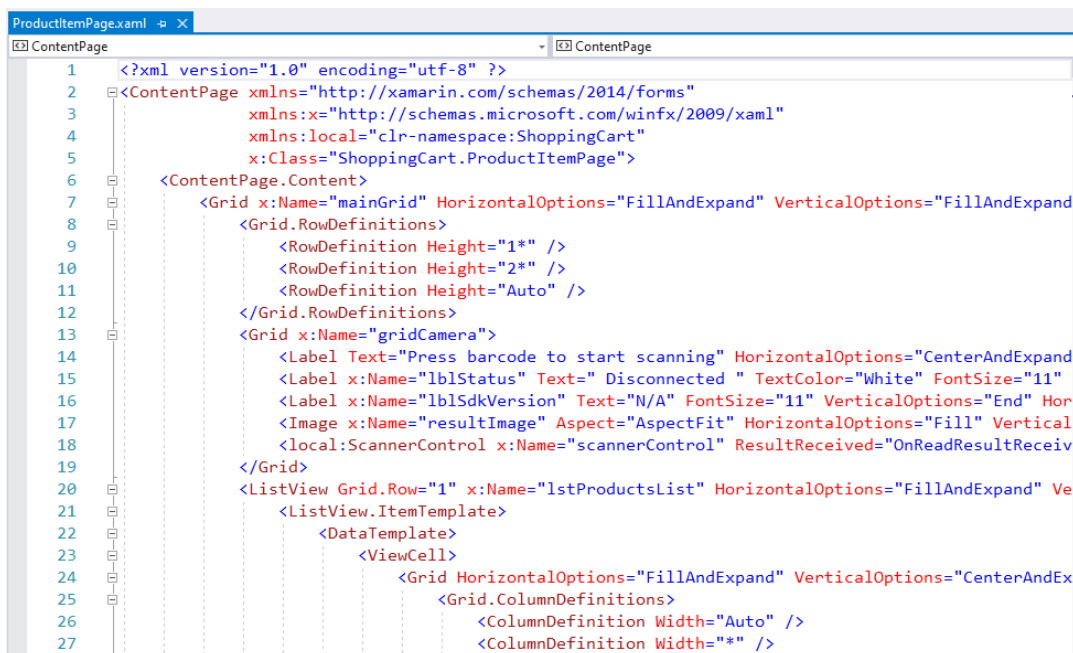 ProductItemPage.xaml
ContentPage ContentPage
1 <?xml version="1.0" encoding="utf-8" ?>
2 <ContentPage xmlns="http://xamarin.com/schemas/2014/forms"
3 xmlns:x="http://schemas.microsoft.com/winfx/2009/xaml"
4 xmlns:local="clr-namespace:ShoppingCart"
5 x:Class="ShoppingCart.ProductItemPage">
6 <ContentPage.Content>
7 <Grid x:Name="mainGrid" HorizontalOptions="FillAndExpand" VerticalOptions="FillAndExpand
8 <Grid.RowDefinitions>
9 <RowDefinition Height="1*" />
10 <RowDefinition Height="2*" />
11 <RowDefinition Height="Auto" />
12 </Grid.RowDefinitions>
13 <Grid x:Name="gridCamera">
14 <Label Text="Press barcode to start scanning" HorizontalOptions="CenterAndExpand
15 <Label x:Name="lblStatus" Text=" Disconnected " TextColor="White" FontSize="11"
16 <Label x:Name="lblSdkVersion" Text="N/A" FontSize="11" VerticalOptions="End" Hor
17 <Image x:Name="resultImage" Aspect="AspectFit" HorizontalOptions="Fill" Vertical
18 <local:ScannerControl x:Name="scannerControl" ResultReceived="OnReadResultReceiv
19 </Grid>
20 <ListView Grid.Row="1" x:Name="lstProductsList" HorizontalOptions="FillAndExpand" Ve
21 <ListView.ItemTemplate>
22 <DataTemplate>
23 <ViewCell>
24 <Grid HorizontalOptions="FillAndExpand" VerticalOptions="CenterAndEx
25 <Grid.ColumnDefinitions>
26 <ColumnDefinition Width="Auto" />
27 <ColumnDefinition Width="*" />